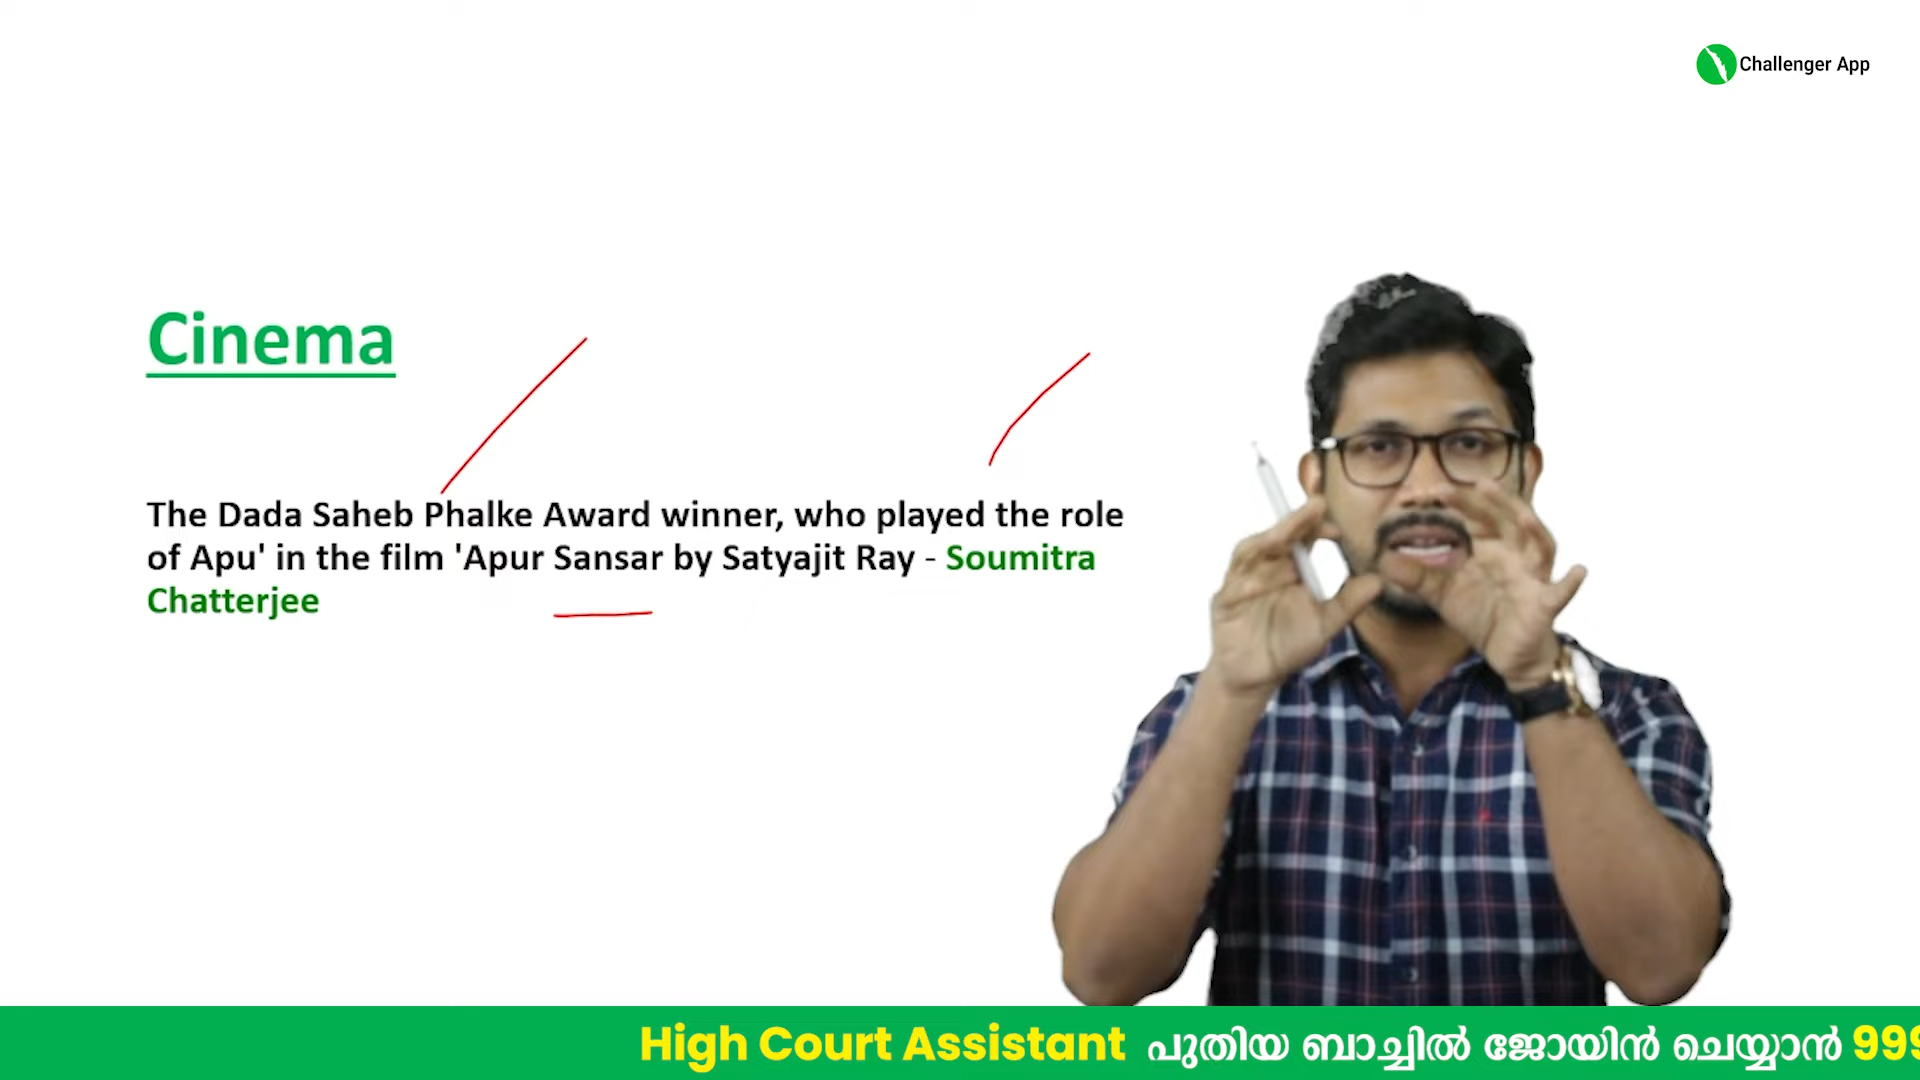 Challenger App
Cinema
The Dada Saheb Phalke Award winner, who played the role
of Apu' in the film 'Apur Sansar by Satyajit Ray - Soumitra
Chatterjee
High Court Assistant പുതിയ ബാച്ചിൽ ജോയിൻ ചെയ്യാൻ 999